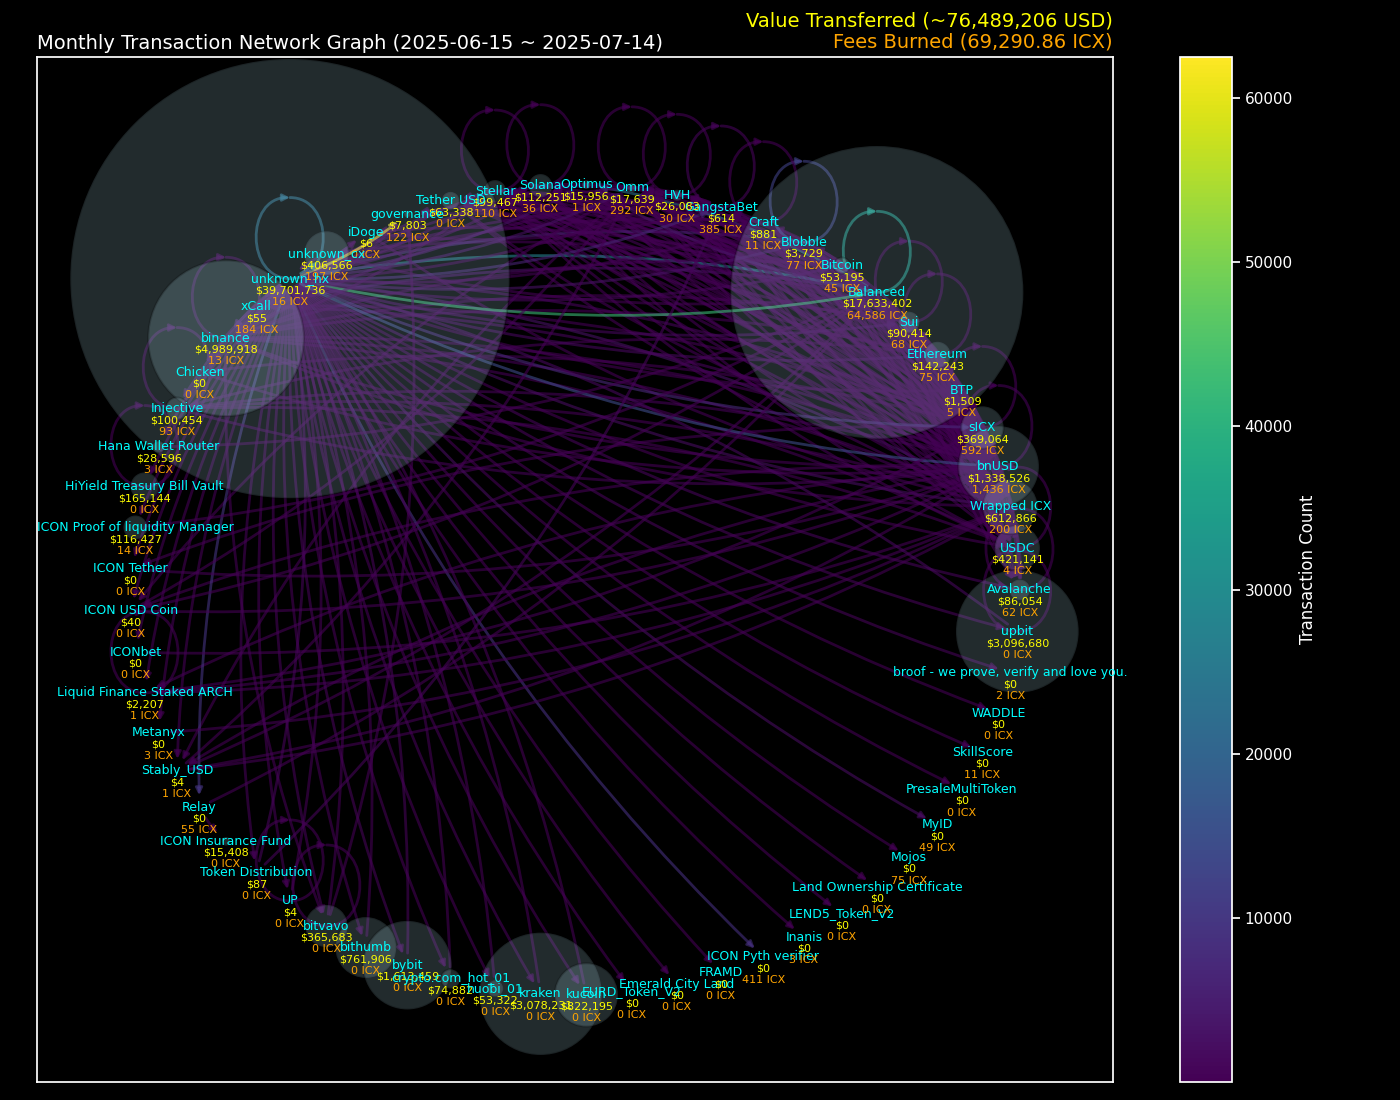 Value Transferred (~76,489,206 USD)
Monthly Transaction Network Graph (2025-06-15 ~ 2025-07-14)
Fees Burned (69,290.86 ICX)
Tether USD
$63,338
0 ICX
Stellar
$99,467
110 ICX
Solana
$112,251
36 ICX
Optimus
$15,956
1 ICX
Omm
$17,639
292 ICX
HVH
$26,083
30 ICX
GangstaBet
$614
385 ICX
Craft
$881
11 ICX
Blobble
$3,729
77 ICX
Bitcoin
$53,195
45 ICX
Balanced
$17,633,402
64,586 ICX
Sui
$90,414
68 ICX
Ethereum
$142,243
75 ICX
BTP
$1,509
5 ICX
sICX
$369,064
592 ICX
bnUSD
$1,338,526
1,436 ICX
Wrapped ICX
$612,866
200 ICX
USDC
$421,141
4 ICX
Avalanche
$86,054
62 ICX
upbit
$3,096,680
0 ICX
broof - we prove, verify and love you.
$0
2 ICX
WADDLE
$0
0 ICX
SkillScore
$0
11 ICX
PresaleMultiToken
$0
0 ICX
MyID
$0
49 ICX
Mojos
$0
75 ICX
Land Ownership Certificate
$0
0 ICX
LEND5_Token_V2
$0
0 ICX
Inanis
$0
ICX
ICON Pyth verifier
$0
411 ICX
FRAMD
$0
0 ICX
Emerald City Land
$0
0 ICX
EURD_Token_V1
$0
0 ICX
kucoin
$822,195
0 ICX
kraken
0 ICX
huobi_01
$53,322
0 ICX
crypto.com_hot_01
$74,882
0 ICX
bybit
$1,613,459
0 ICX
bithumb
$761,906
0 ICX
bitvavo
$365,683
0 ICX
UP
$4
0 ICX
Token Distribution
$87
0 ICX
ICON Insurance Fund
$15,408
0 ICX
Relay
$0
55 ICX
Stably_USD
$4
1 ICX
Metanyx
$0
3 ICX
Liquid Finance Staked ARCH
$2,207
1 ICX
ICONbet
$0
0 ICX
ICON USD Coin
$40
0 ICX
ICON Tether
$0
0 ICX
ICON Proof of liquidity Manager
$116,427
14 ICX
HiYield Treasury Bill Vault
$165,144
0 ICX
Hana Wallet Router
$28,596
3 ICX
Injective
$100,454
93 ICX
Chicken
$0
0 ICX
binance
$4,989,918
13 ICX
xCall
$55
184 ICX
unknown_hx
$39,701,736
16 ICX
unknown_cx
$406,566
197 ICX
iDoge
$6
ICX
governance
$7,803
122 ICX
60000
50000
40000
30000
20000
10000
Transaction Count